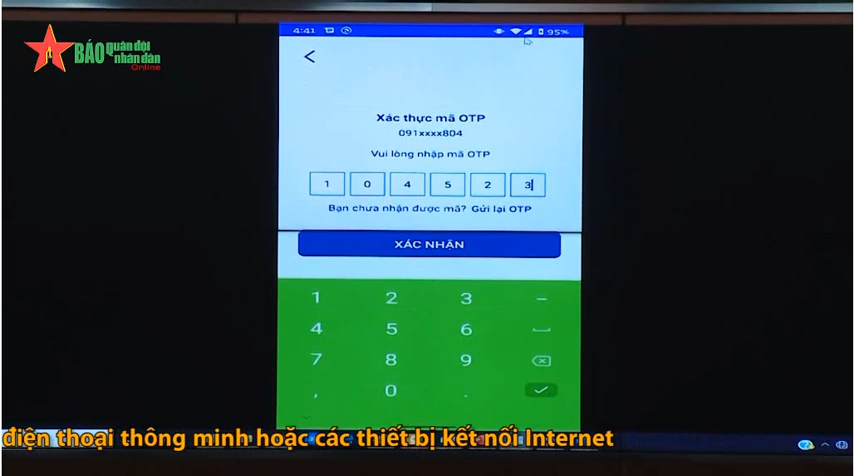 BÁO quân đội
nhân dân
Online
4:41
95%
Xác thực mã OTP
091xxxx804
Vui lòng nhập mã OTP
1 0 4 5 2 3
Bạn chưa nhận được mã? Gửi lại OTP
XÁC NHẬN
1 2 3 –
4 5 6
7 8 9
, 0 .
điện thoại thông minh hoặc các thiết bị kết nối Internet